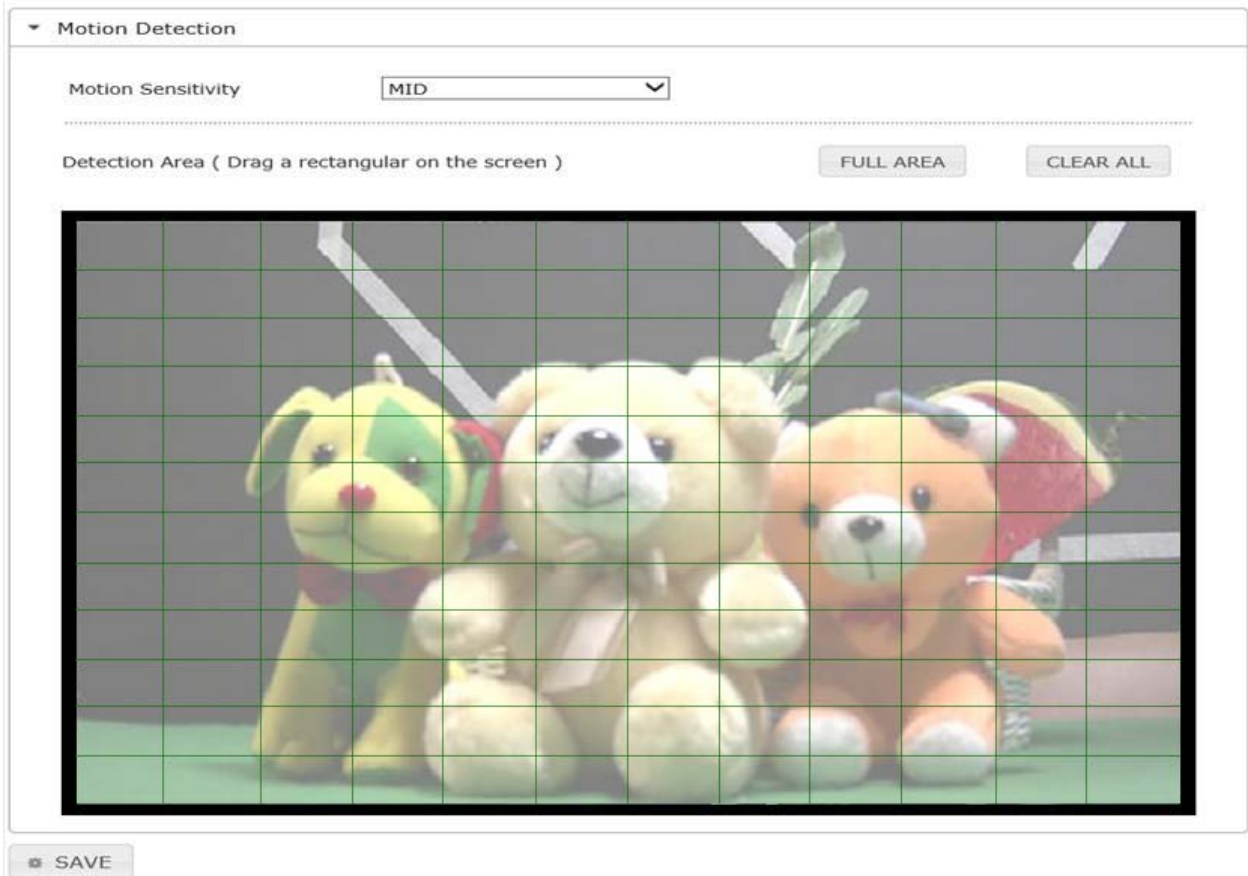 Motion Detection
Motion Sensitivity
MID
Detection Area ( Drag a rectangular on the screen )
FULL AREA
CLEAR ALL
SAVE